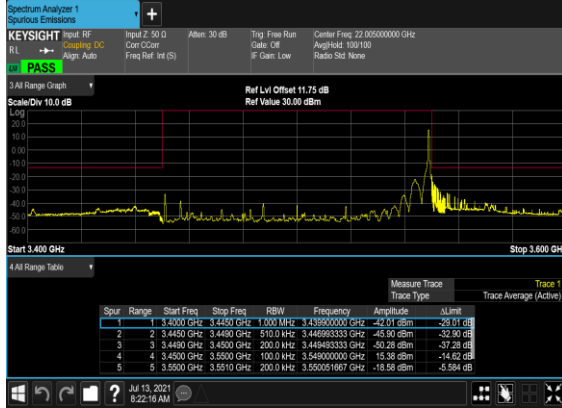 Spectrum Analyzer 1
Spurious Emissions
+
KEYSIGHT Input: RF Input Z: 50 Ω Atten: 30 dB Trig: Free Run Center Freq: 22.005000000 GHz
RL Coupling: DC Corr CCorr Gate: Off Avg|Hold: 100/100
Align: Auto Freq Ref: Int (S) IF Gain: Low Radio Std: None
PASS
3 All Range Graph Ref Lvl Offset 11.75 dB
Scale/Div 10.0 dB Ref Value 30.00 dBm
Log
20.0
10.0
0.00
-10.0
-20.0
-30.0
-40.0
-50.0
-60.0
Start 3.400 GHz Stop 3.600 GH
4 All Range Table
Measure Trace Trace 1
Trace Type Trace Average (Active)
Spur Range Start Freq Stop Freq RBW Frequency Amplitude ΔLimit
1 1 3.4000 GHz 3.4450 GHz 1.000 MHz 3.439900000 GHz -42.01 dBm -29.01 dB
2 2 3.4450 GHz 3.4490 GHz 510.0 kHz 3.446993333 GHz -45.90 dBm -32.90 dB
3 3 3.4490 GHz 3.4500 GHz 200.0 kHz 3.449493333 GHz -50.28 dBm -37.28 dB
4 4 3.4500 GHz 3.5500 GHz 100.0 kHz 3.549000000 GHz 15.38 dBm -14.62 dB
5 5 3.5500 GHz 3.5510 GHz 200.0 kHz 3.550051667 GHz -18.58 dBm -5.584 dB
? Jul 13, 2021
8:22:16 AM